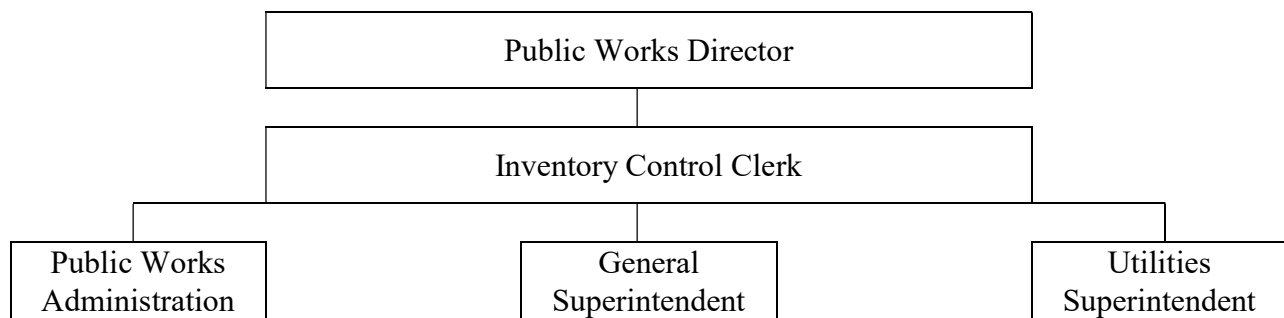 Public Works Director
Inventory Control Clerk
Public Works
Administration
General
Superintendent
Utilities
Superintendent